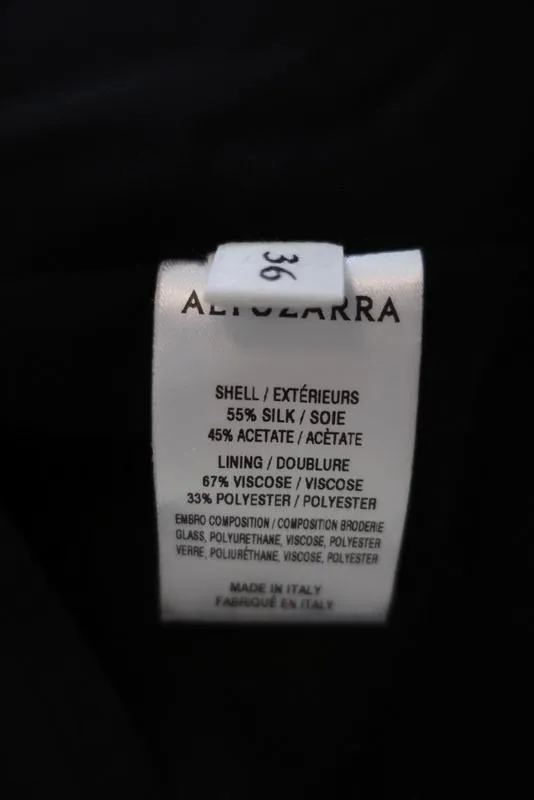 36
ALTUZARRA
SHELL / EXTÉRIEURS
55% SILK / SOIE
45% ACETATE / ACÈTATE
LINING / DOUBLURE
67% VISCOSE / VISCOSE
33% POLYESTER / POLYESTER
EMBRO COMPOSITION / COMPOSITION BRODERIE
GLASS, POLYURETHANE, VISCOSE, POLYESTER
VERRE, POLIURÉTHANE, VISCOSE, POLYESTER
MADE IN ITALY
FABRIQUÉ EN ITALY